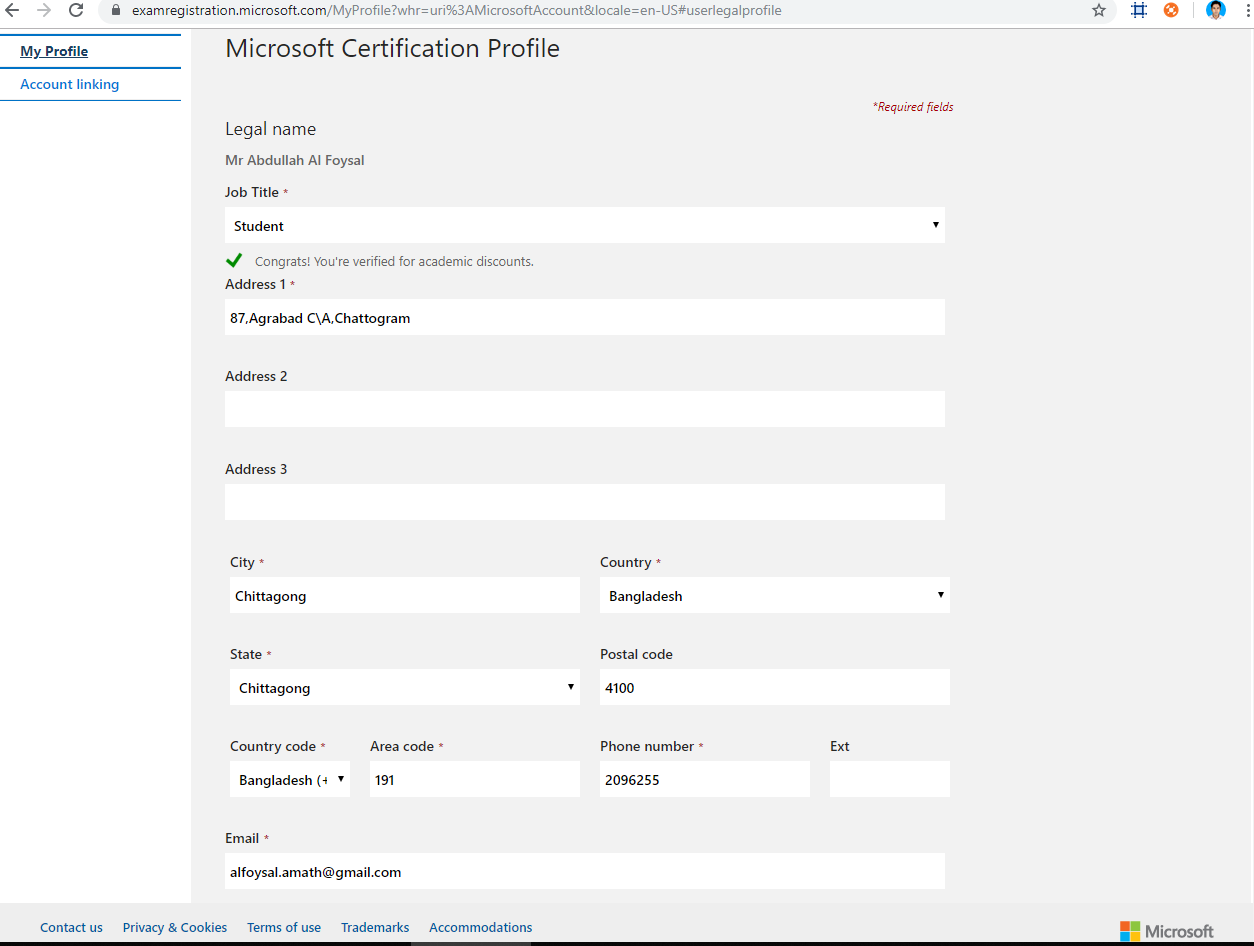 examregistration.microsoft.com/MyProfile?whr=uri%3AMicrosoftAccount&locale=en-US#userlegalprofile
My Profile
Account linking
Microsoft Certification Profile
*Required fields
Legal name
Mr Abdullah Al Foysal
Job Title *
Student
Congrats! You're verified for academic discounts.
Address 1 *
87,Agrabad C\A,Chattogram
Address 2
Address 3
City * Country *
Chittagong Bangladesh
State * Postal code
Chittagong 4100
Country code * Area code * Phone number * Ext
Bangladesh (+ 191 2096255
Email *
alfoysal.amath@gmail.com
Contact us Privacy & Cookies Terms of use Trademarks Accommodations Microsoft